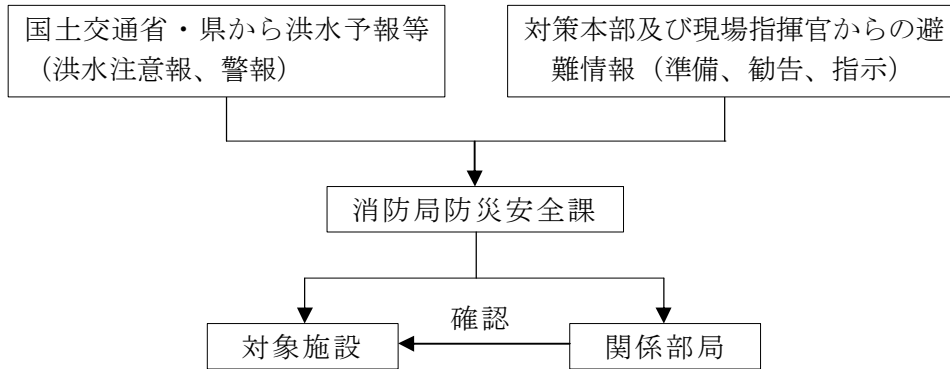 国土交通省・県から洪水予報等
（洪水注意報、警報）
対策本部及び現場指揮官からの避
難情報（準備、勧告、指示）
消防局防災安全課
確認
対象施設
関係部局